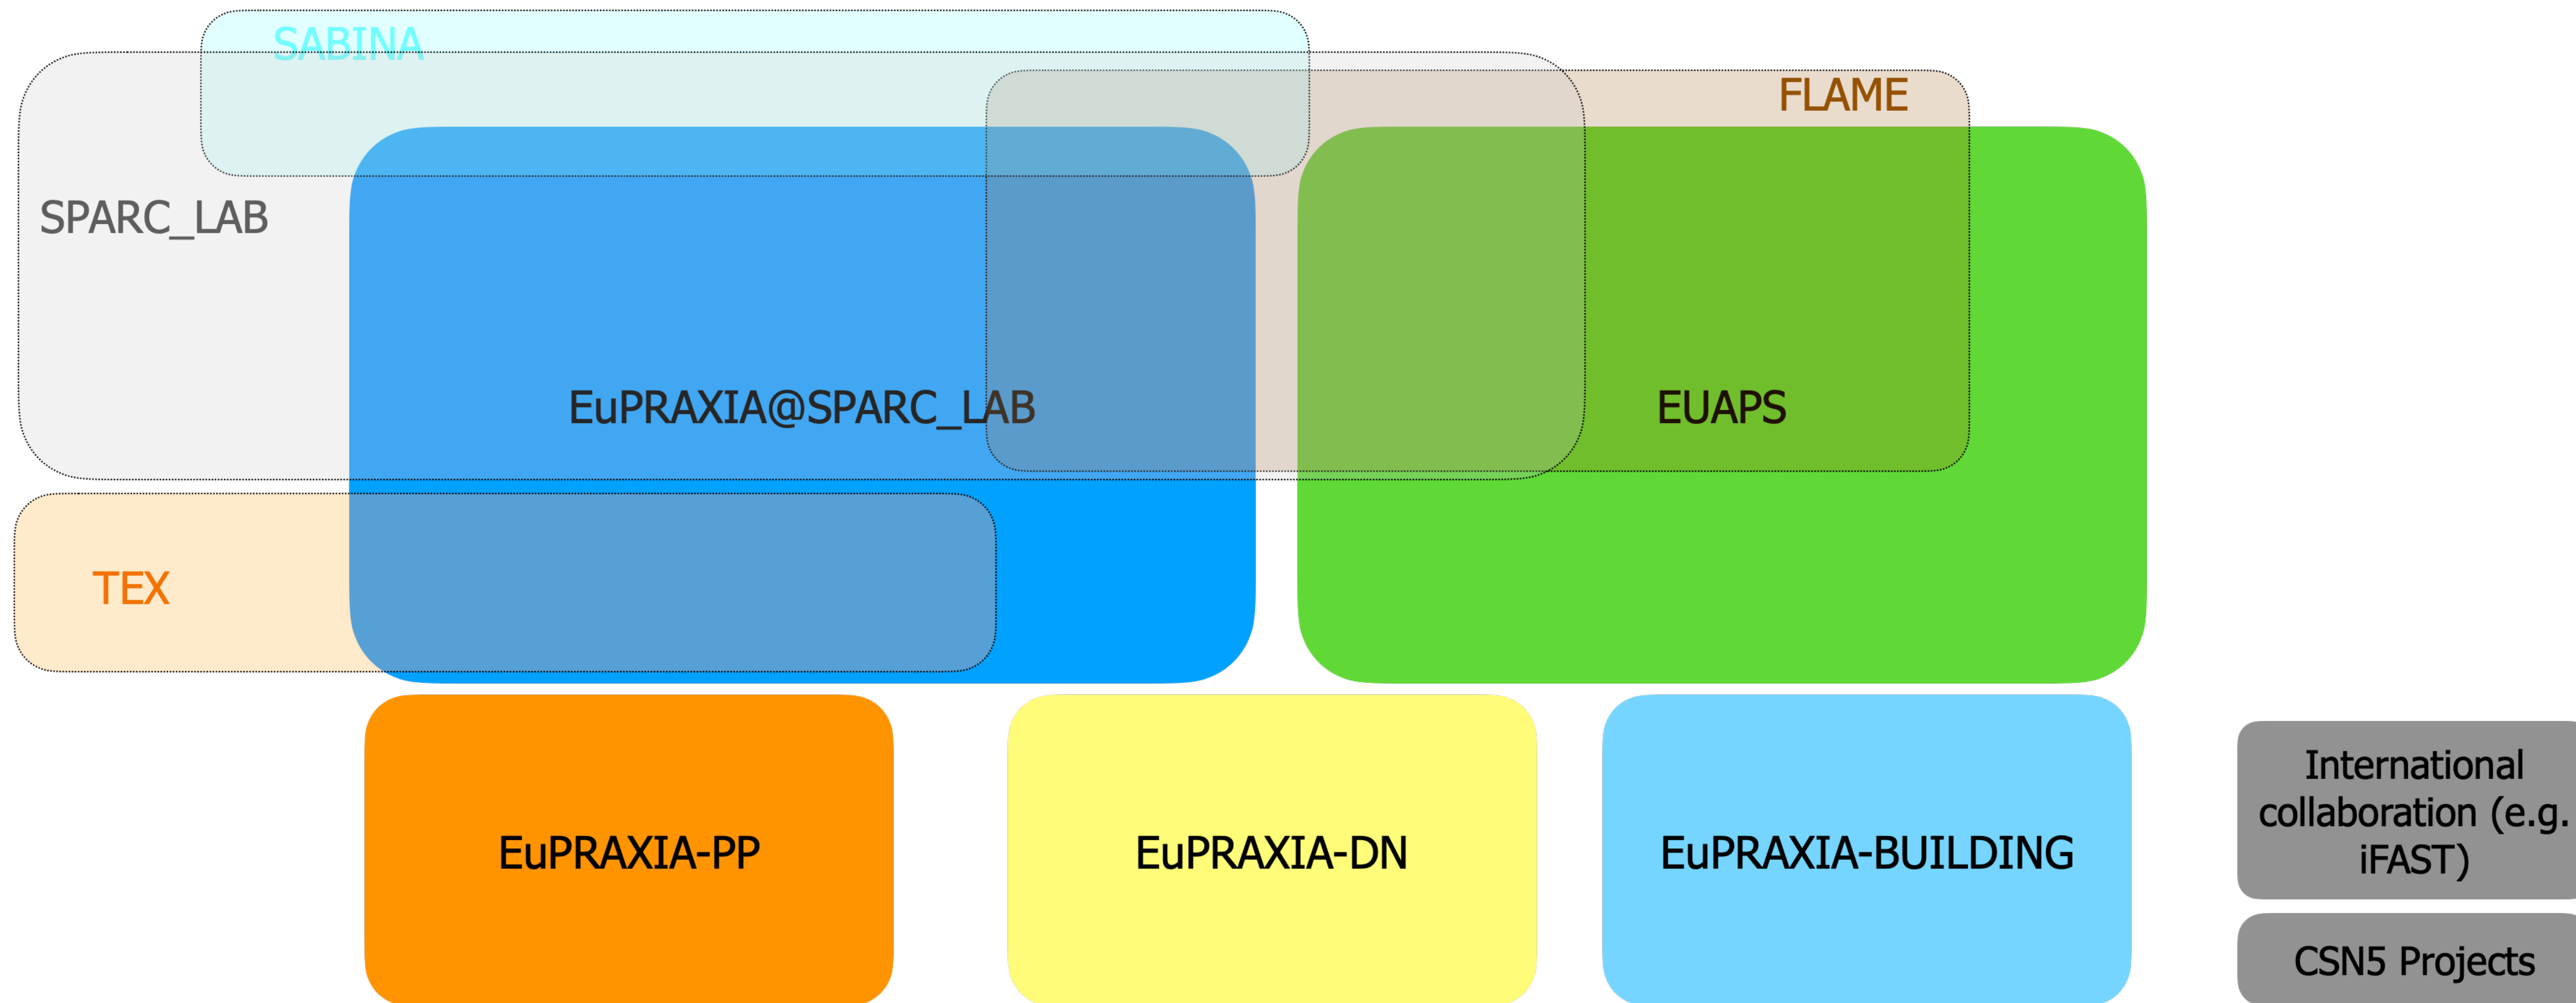 SABINA
FLAME
SPARC_LAB
EuPRAXIA@SPARC_LAB
EUAPS
TEX
EuPRAXIA-PP
EuPRAXIA-DN
EuPRAXIA-BUILDING
International
collaboration (e.g.
iFAST)
CSN5 Projects